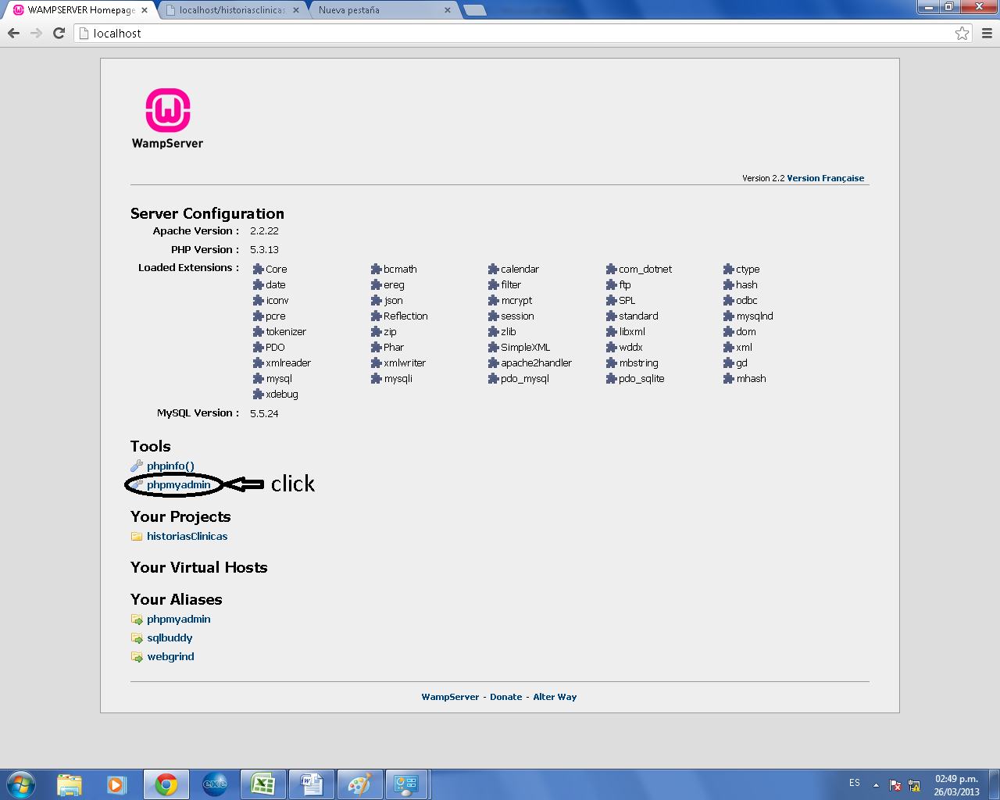 WAMPSERVER Homepage
localhost/historiasclinicas
Nueva pestaña
localhost
WampServer
Version 2.2 Version Française
Server Configuration
Apache Version : 2.2.22
PHP Version : 5.3.13
Loaded Extensions : Core bcmath calendar com_dotnet ctype
date ereg filter ftp hash
iconv json mcrypt SPL odbc
pcre Reflection session standard mysqlnd
tokenizer zip zlib libxml dom
PDO Phar SimpleXML wddx xml
xmlreader xmlwriter apache2handler mbstring gd
mysql mysqli pdo_mysql pdo_sqlite mhash
xdebug
MySQL Version : 5.5.24
Tools
phpinfo()
phpmyadmin click
Your Projects
historiasClinicas
Your Virtual Hosts
Your Aliases
phpmyadmin
sqlbuddy
webgrind
WampServer - Donate - Alter Way
exe
ES
02:49 p.m.
26/03/2013